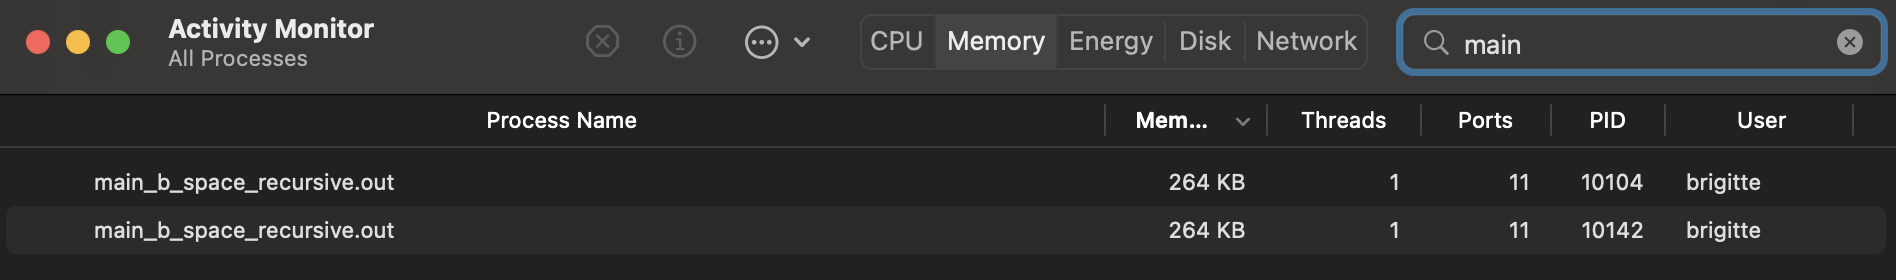 Activity Monitor
All Processes
CPU Memory Energy Disk Network main
Process Name Mem... Threads Ports PID User
main_b_space_recursive.out 264 KB 1 11 10104 brigitte
main_b_space_recursive.out 264 KB 1 11 10142 brigitte